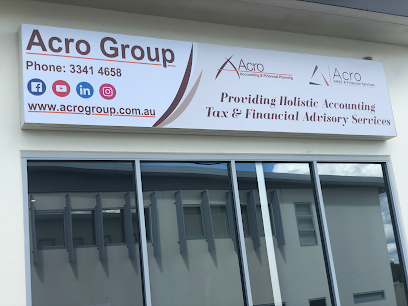 Acro Group
Phone: 3341 4658
www.acrogroup.com.au
Acro
Accounting & Financial Planning
Acro
Providing Holistic Accounting
Tax & Financial Advisory Services